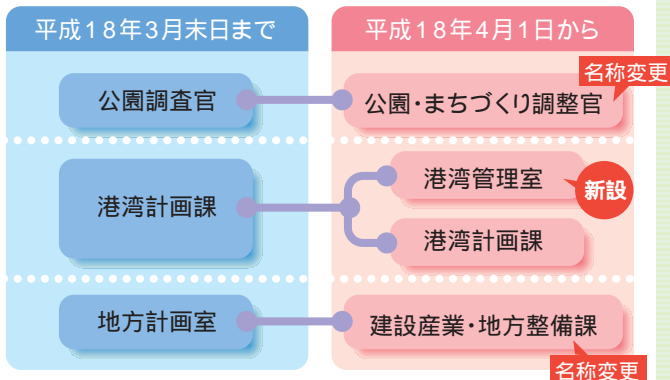 平成18年3月末日まで
平成18年4月1日から
公園調査官
公園・まちづくり調整官
名称変更
港湾計画課
港湾管理室
新設
港湾計画課
地方計画室
建設産業・地方整備課
名称変更